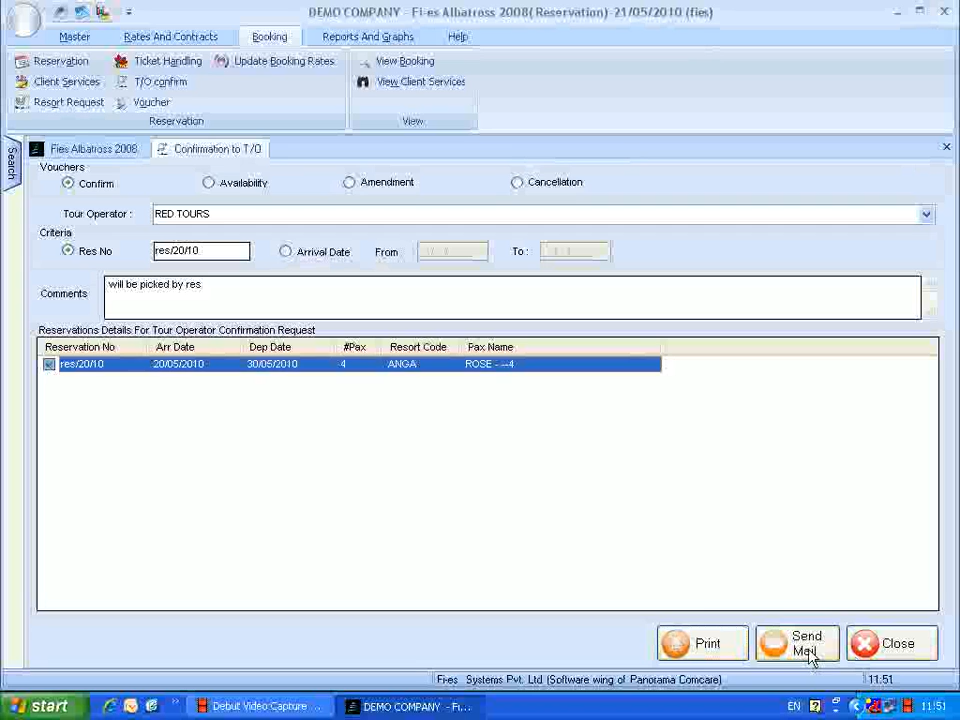 DEMO COMPANY - Fi-es Albatross 2008(Reservation)-21/05/2010 (fies)
Master Rates And Contracts Booking Reports And Graphs Help
Reservation Ticket Handling Update Booking Rates View Booking
Client Services T/O confirm View Client Services
Resort Request Voucher
Reservation View
Search
Fies Albatross 2008 Confirmation to T/O
Vouchers
Confirm Availability Amendment Cancellation
Tour Operator : RED TOURS
Criteria
Res No res/20/10 Arrival Date From To :
Comments will be picked by res
Reservations Details For Tour Operator Confirmation Request
Reservation No Arr Date Dep Date #Pax Resort Code Pax Name
res/20/10 20/05/2010 30/05/2010 4 ANGA ROSE - --4
Print Send Mail Close
Fies Systems Pvt. Ltd (Software wing of Panorama Comcare) 11:51
start Debut Video Capture ... DEMO COMPANY - Fi... EN 11:51